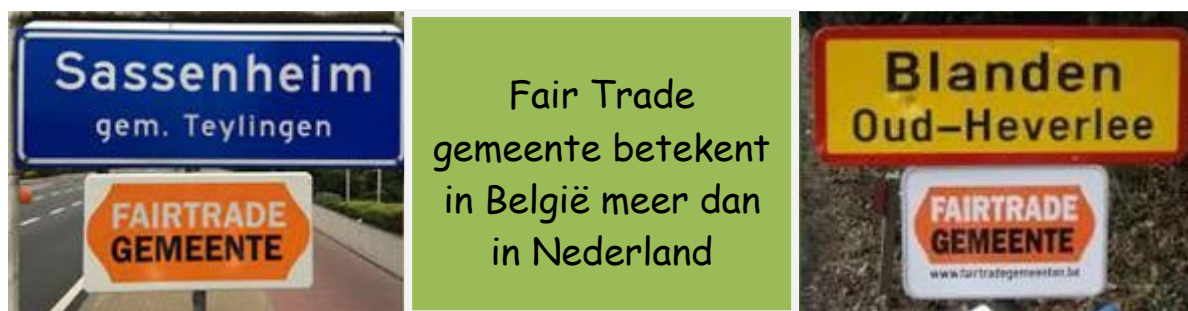 Sassenheim
gem. Teylingen
FAIRTRADE
GEMEENTE
Fair Trade
gemeente betekent
in België meer dan
in Nederland
Blanden
Oud-Heverlee
FAIRTRADE
GEMEENTE
www.fairtradegemeenten.be